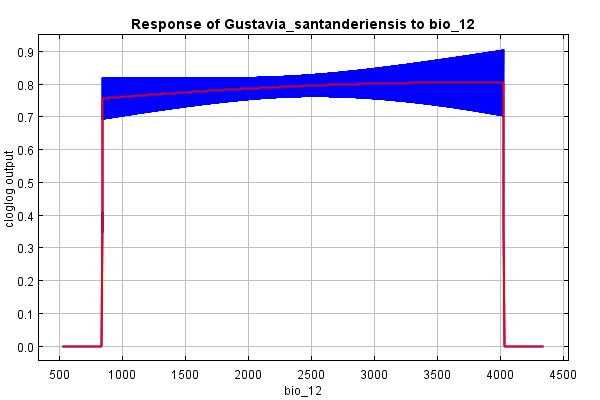 Response of Gustavia_santanderiensis to bio_12
0.9
0.8
0.7
0.6
0.5
0.4
0.3
0.2
0.1
0.0
cloglog output
500 1000 1500 2000 2500 3000 3500 4000 4500
bio_12